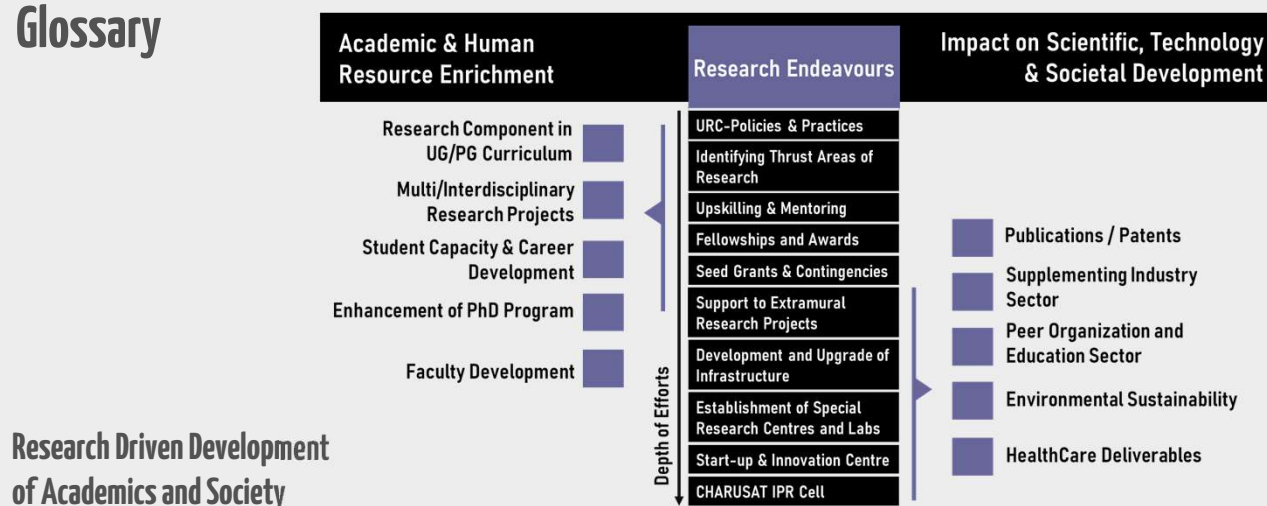 Glossary
Academic & Human
Resource Enrichment
Research Endeavours
Impact on Scientific, Technology
& Societal Development
Research Component in
UG/PG Curriculum
Multi/Interdisciplinary
Research Projects
Student Capacity & Career
Development
Enhancement of PhD Program
Faculty Development
Depth of Efforts
URC-Policies & Practices
Identifying Thrust Areas of
Research
Upskilling & Mentoring
Fellowships and Awards
Seed Grants & Contingencies
Support to Extramural
Research Projects
Development and Upgrade of
Infrastructure
Establishment of Special
Research Centres and Labs
Start-up & Innovation Centre
CHARUSAT IPR Cell
Publications / Patents
Supplementing Industry
Sector
Peer Organization and
Education Sector
Environmental Sustainability
HealthCare Deliverables
Research Driven Development
of Academics and Society